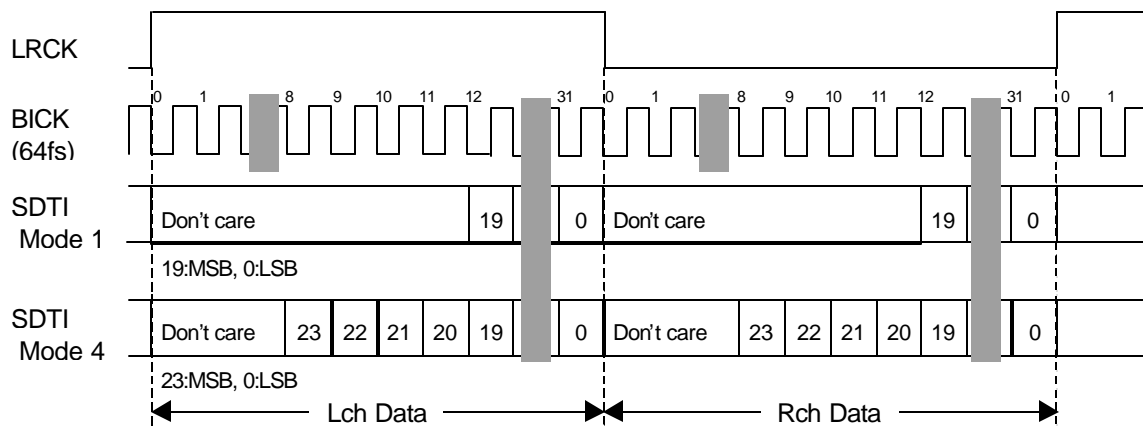 LRCK
0 1 8 9 10 11 12 31 0 1 8 9 10 11 12 31 0 1
BICK
(64fs)
SDTI
Mode 1
Don't care 19 0 Don't care 19 0
19:MSB, 0:LSB
SDTI
Mode 4
Don't care 23 22 21 20 19 0 Don't care 23 22 21 20 19 0
23:MSB, 0:LSB
Lch Data Rch Data